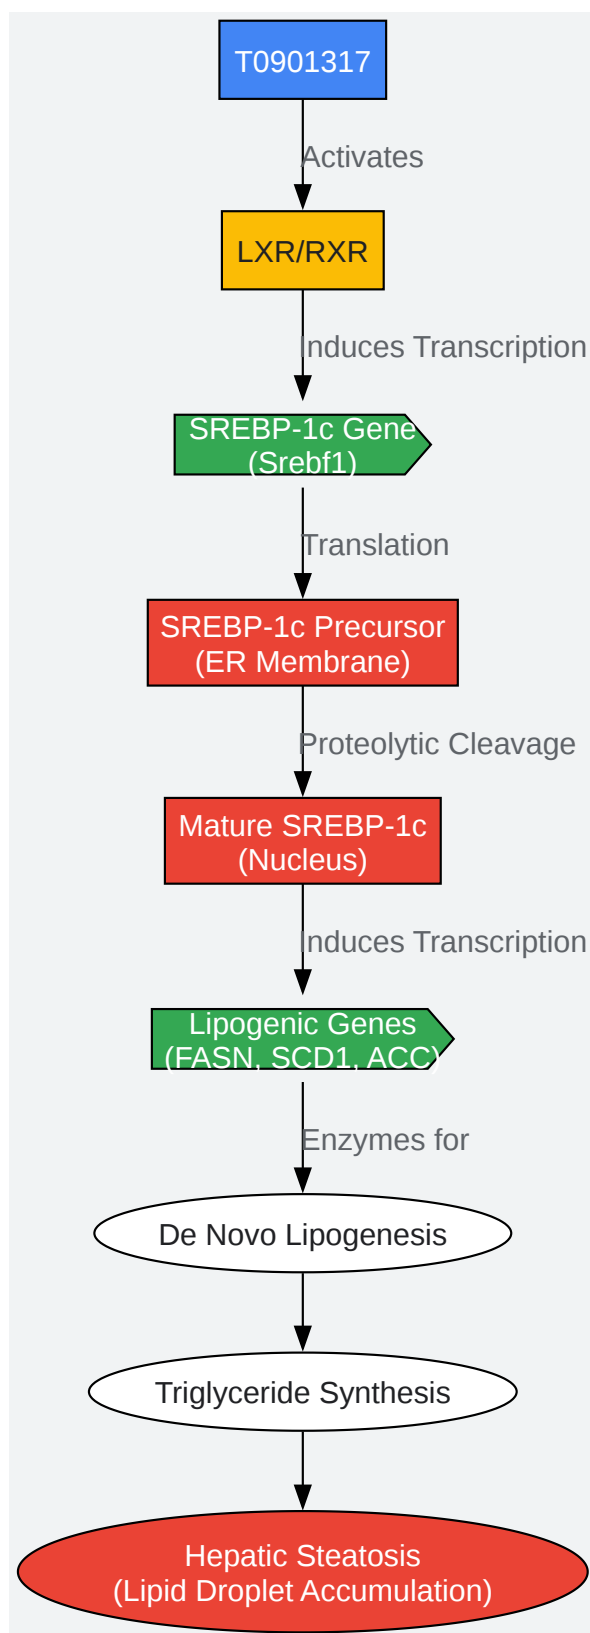 T0901317
Activates
LXR/RXR
Induces Transcription
SREBP-1c Gene
(Srebf1)
Translation
SREBP-1c Precursor
(ER Membrane)
Proteolytic Cleavage
Mature SREBP-1c
(Nucleus)
Induces Transcription
Lipogenic Genes
(FASN, SCD1, ACC)
Enzymes for
De Novo Lipogenesis
Triglyceride Synthesis
Hepatic Steatosis
(Lipid Droplet Accumulation)